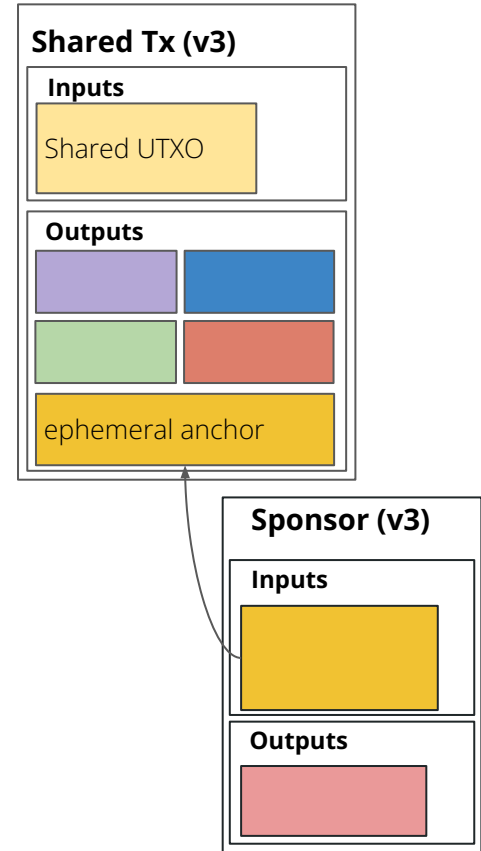 Shared Tx (v3)
Inputs
Shared UTXO
Outputs
ephemeral anchor
Sponsor (v3)
Inputs
Outputs